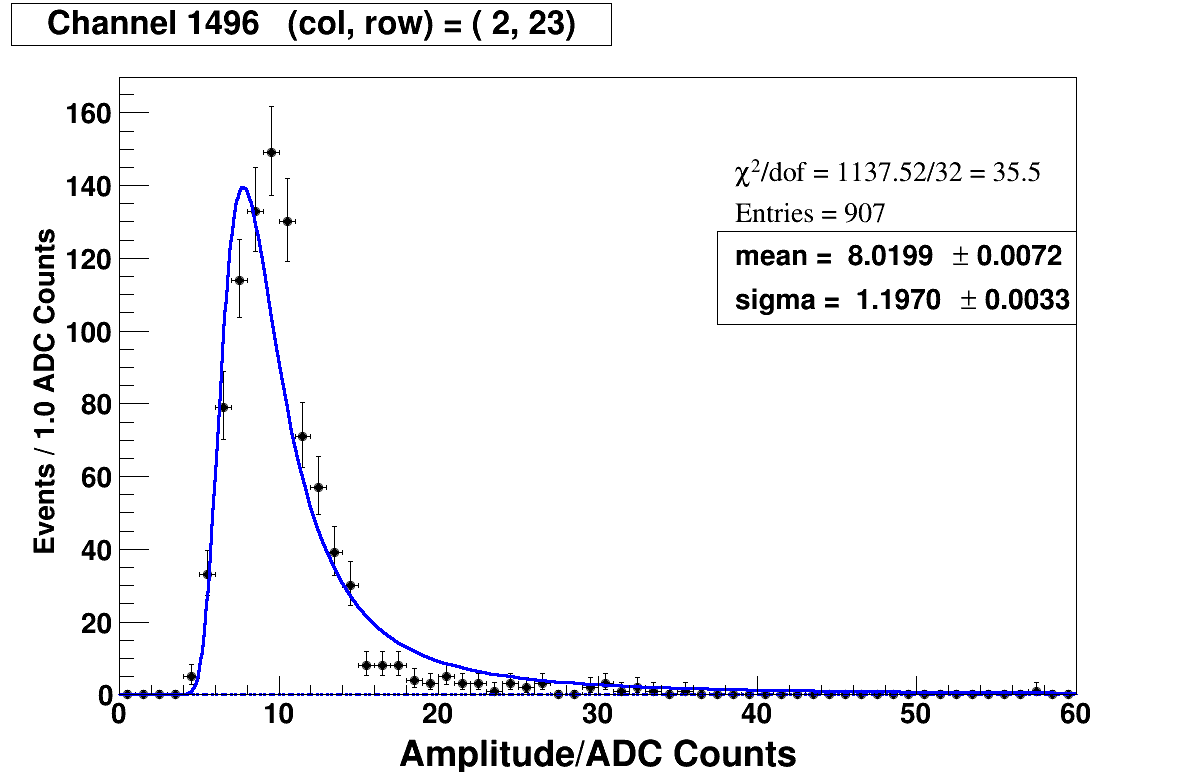 Channel 1496 (col, row) = ( 2, 23)
χ²/dof = 1137.52/32 = 35.5
Entries = 907
mean = 8.0199 ± 0.0072
sigma = 1.1970 ± 0.0033
Events / 1.0 ADC Counts
160
140
120
100
80
60
40
20
0
0 10 20 30 40 50 60
Amplitude/ADC Counts